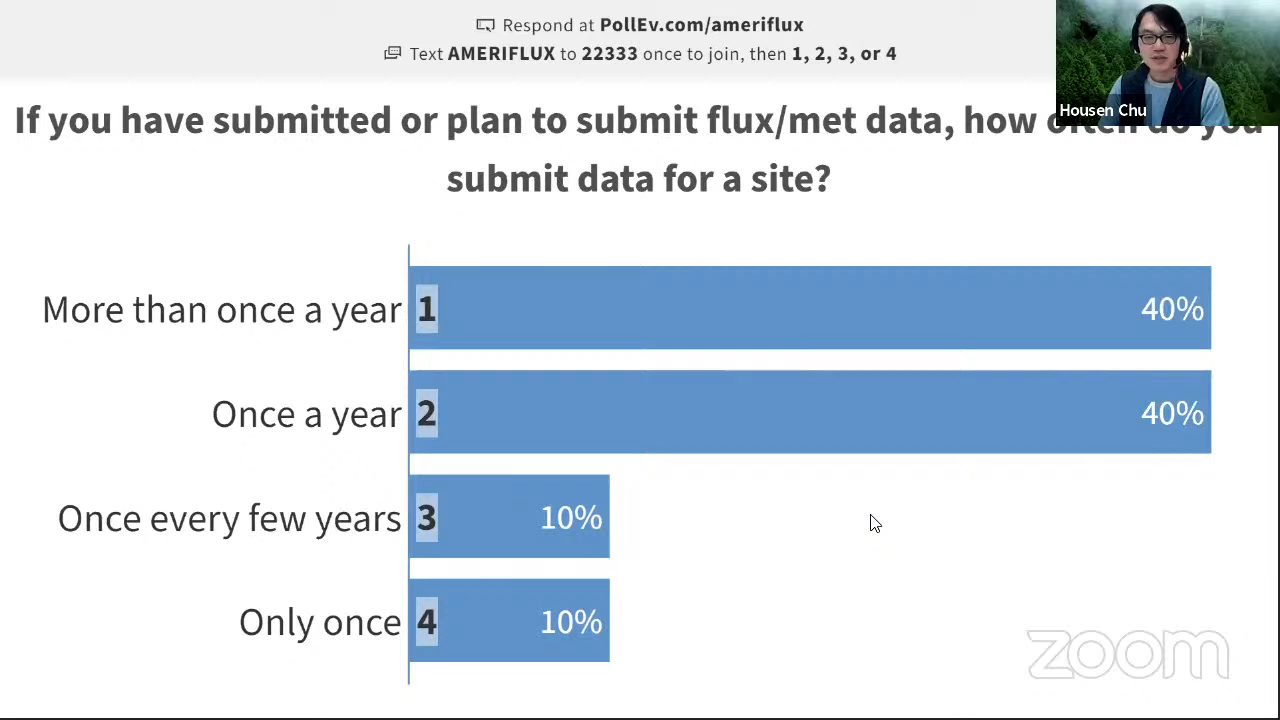 Respond at PollEv.com/ameriflux
Text AMERIFLUX to 22333 once to join, then 1, 2, 3, or 4
Housen Chu
If you have submitted or plan to submit flux/met data, how often do you
submit data for a site?
More than once a year 1 40%
Once a year 2 40%
Once every few years 3 10%
Only once 4 10%
zoom